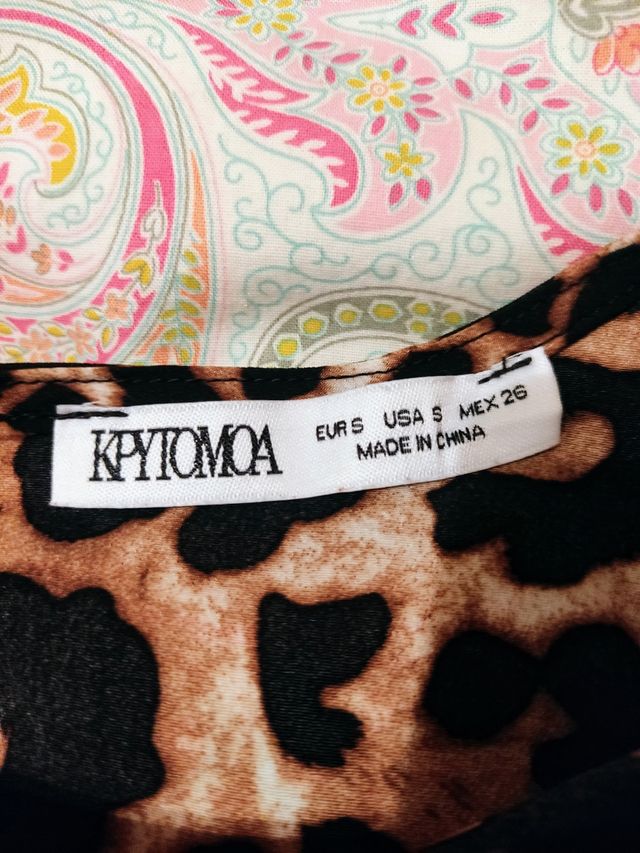 KPYTOMOA
EUR S USA S MEX 26
MADE IN CHINA